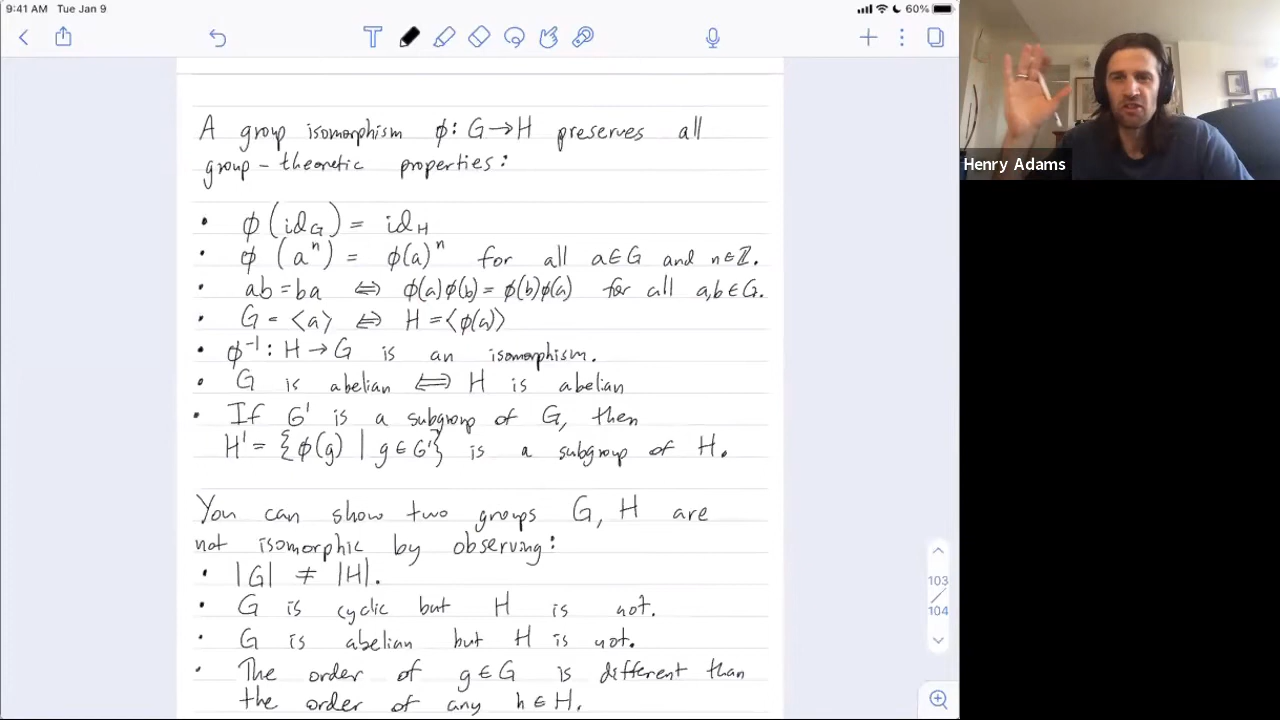 9:41 AM Tue Jan 9
60%
Henry Adams
A group isomorphism ϕ: G→H preserves all
group-theoretic properties:
• ϕ(id_G) = id_H
• ϕ(aⁿ) = ϕ(a)ⁿ for all a∈G and n∈ℤ.
• ab = ba ⇔ ϕ(a)ϕ(b) = ϕ(b)ϕ(a) for all a,b∈G.
• G = <a> ⇔ H = <ϕ(a)>
• ϕ⁻¹: H→G is an isomorphism.
• G is abelian ⇔ H is abelian
• If G' is a subgroup of G, then
H' = {ϕ(g) | g∈G'} is a subgroup of H.
You can show two groups G, H are
not isomorphic by observing:
• |G| ≠ |H|.
• G is cyclic but H is not.
• G is abelian but H is not.
• The order of g∈G is different than
the order of any h∈H.
103
/
104